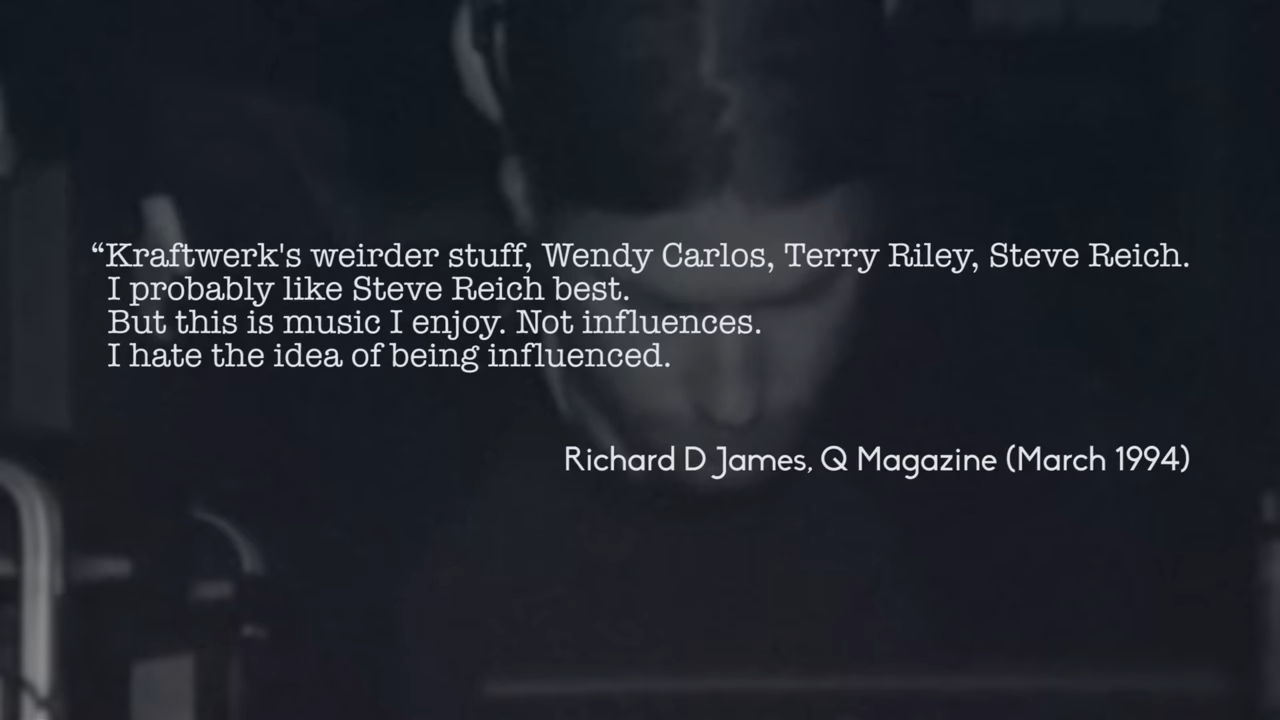 “Kraftwerk's weirder stuff, Wendy Carlos, Terry Riley, Steve Reich.
I probably like Steve Reich best.
But this is music I enjoy. Not influences.
I hate the idea of being influenced.
Richard D James, Q Magazine (March 1994)